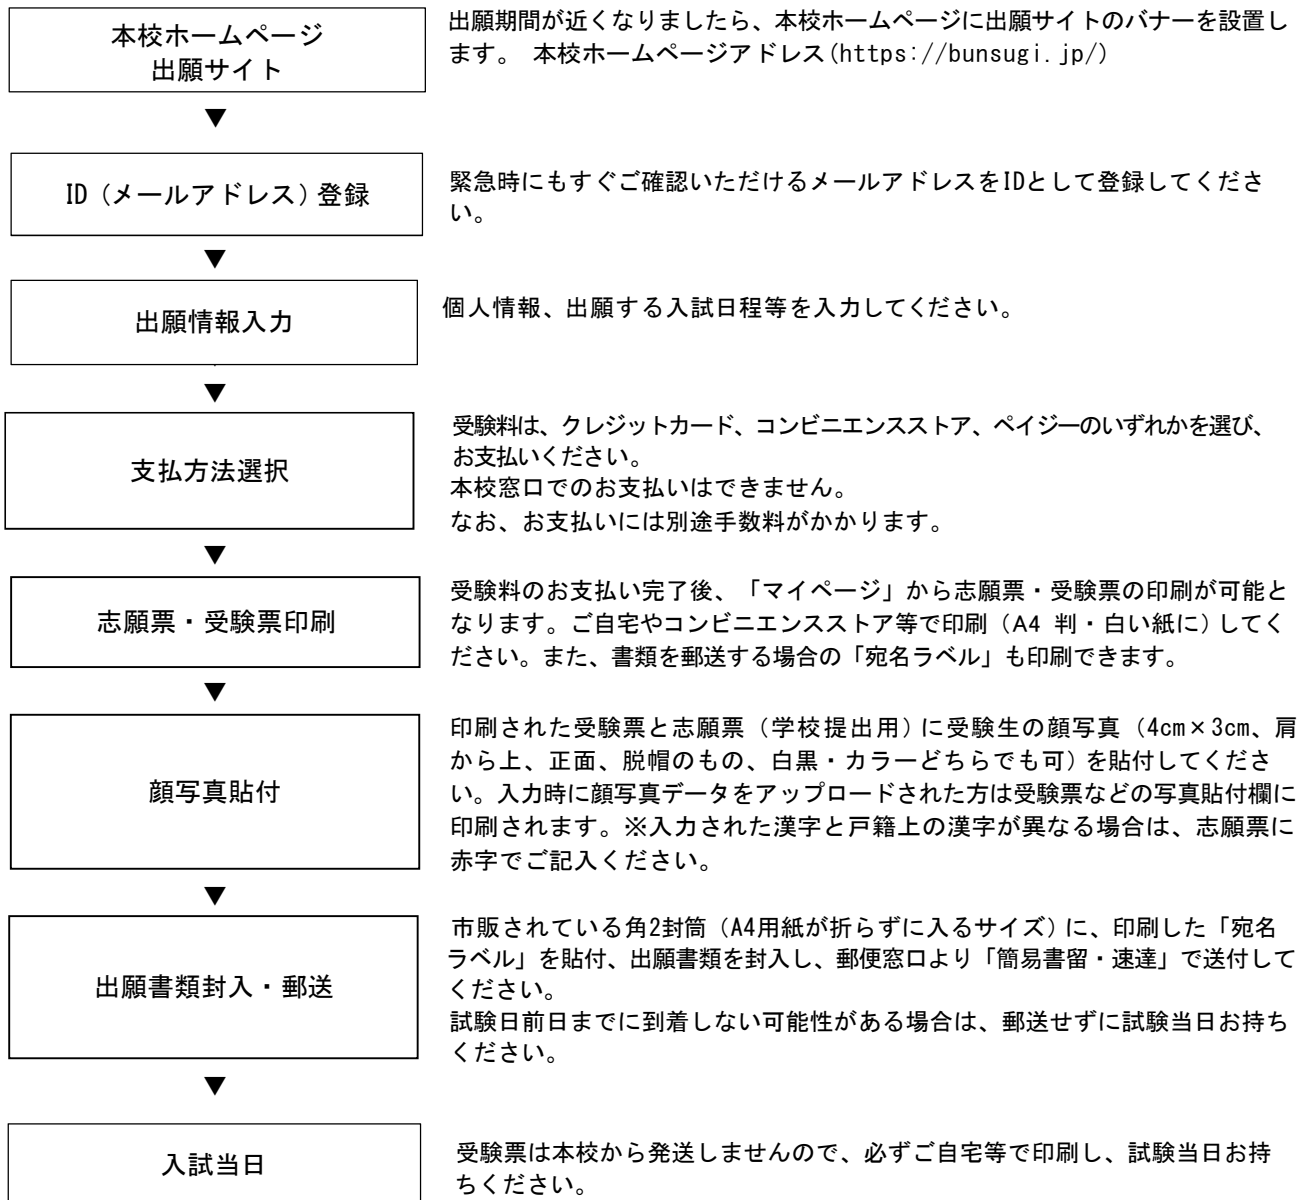 本校ホームページ
出願サイト
出願期間が近くなりましたら、本校ホームページに出願サイトのバナーを設置し
ます。 本校ホームページアドレス(https://bunsugi.jp/)
▼
ID（メールアドレス）登録
緊急時にもすぐご確認いただけるメールアドレスをIDとして登録してくださ
い。
▼
出願情報入力
個人情報、出願する入試日程等を入力してください。
▼
支払方法選択
受験料は、クレジットカード、コンビニエンスストア、ペイジーのいずれかを選び、
お支払いください。
本校窓口でのお支払いはできません。
なお、お支払いには別途手数料がかかります。
▼
志願票・受験票印刷
受験料のお支払い完了後、「マイページ」から志願票・受験票の印刷が可能と
なります。ご自宅やコンビニエンスストア等で印刷（A4 判・白い紙に）してく
ださい。また、書類を郵送する場合の「宛名ラベル」も印刷できます。
▼
顔写真貼付
印刷された受験票と志願票（学校提出用）に受験生の顔写真（4cm×3cm、肩
から上、正面、脱帽のもの、白黒・カラーどちらでも可）を貼付してくださ
い。入力時に顔写真データをアップロードされた方は受験票などの写真貼付欄に
印刷されます。※入力された漢字と戸籍上の漢字が異なる場合は、志願票に
赤字でご記入ください。
▼
出願書類封入・郵送
市販されている角2封筒（A4用紙が折らずに入るサイズ）に、印刷した「宛名
ラベル」を貼付、出願書類を封入し、郵便窓口より「簡易書留・速達」で送付して
ください。
試験日前日までに到着しない可能性がある場合は、郵送せずに試験当日お持ち
ください。
▼
入試当日
受験票は本校から発送しませんので、必ずご自宅等で印刷し、試験当日お持
ちください。